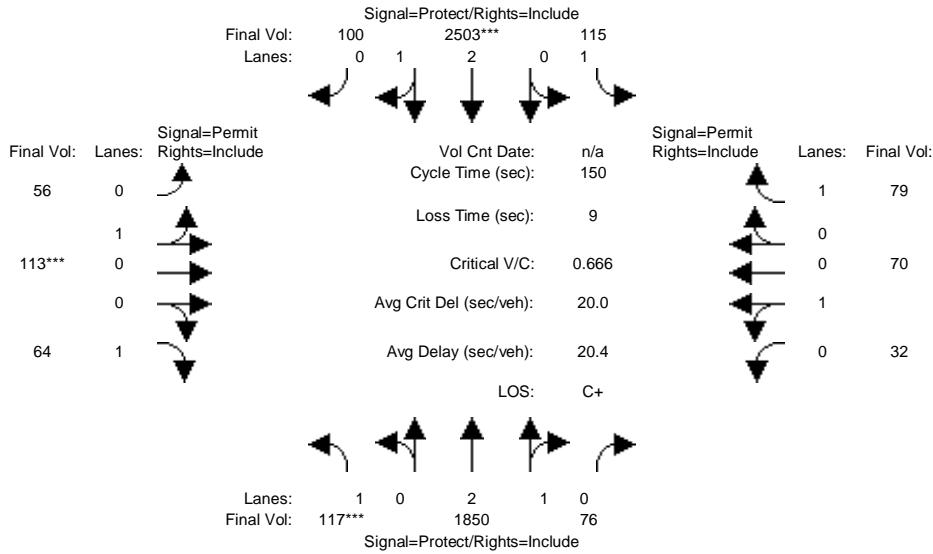 Signal=Protect/Rights=Include
Final Vol: 100 2503*** 115
Lanes: 0 1 2 0 1
Signal=Permit
Final Vol: Lanes: Rights=Include
Vol Cnt Date: n/a
Signal=Permit
Rights=Include Lanes: Final Vol:
Cycle Time (sec): 150
56 0
1 79
Loss Time (sec): 9
1
0
113*** 0
Critical V/C: 0.666
0 70
0
Avg Crit Del (sec/veh): 20.0
1
64 1
Avg Delay (sec/veh): 20.4
0 32
LOS: C+
Lanes: 1 0 2 1 0
Final Vol: 117*** 1850 76
Signal=Protect/Rights=Include